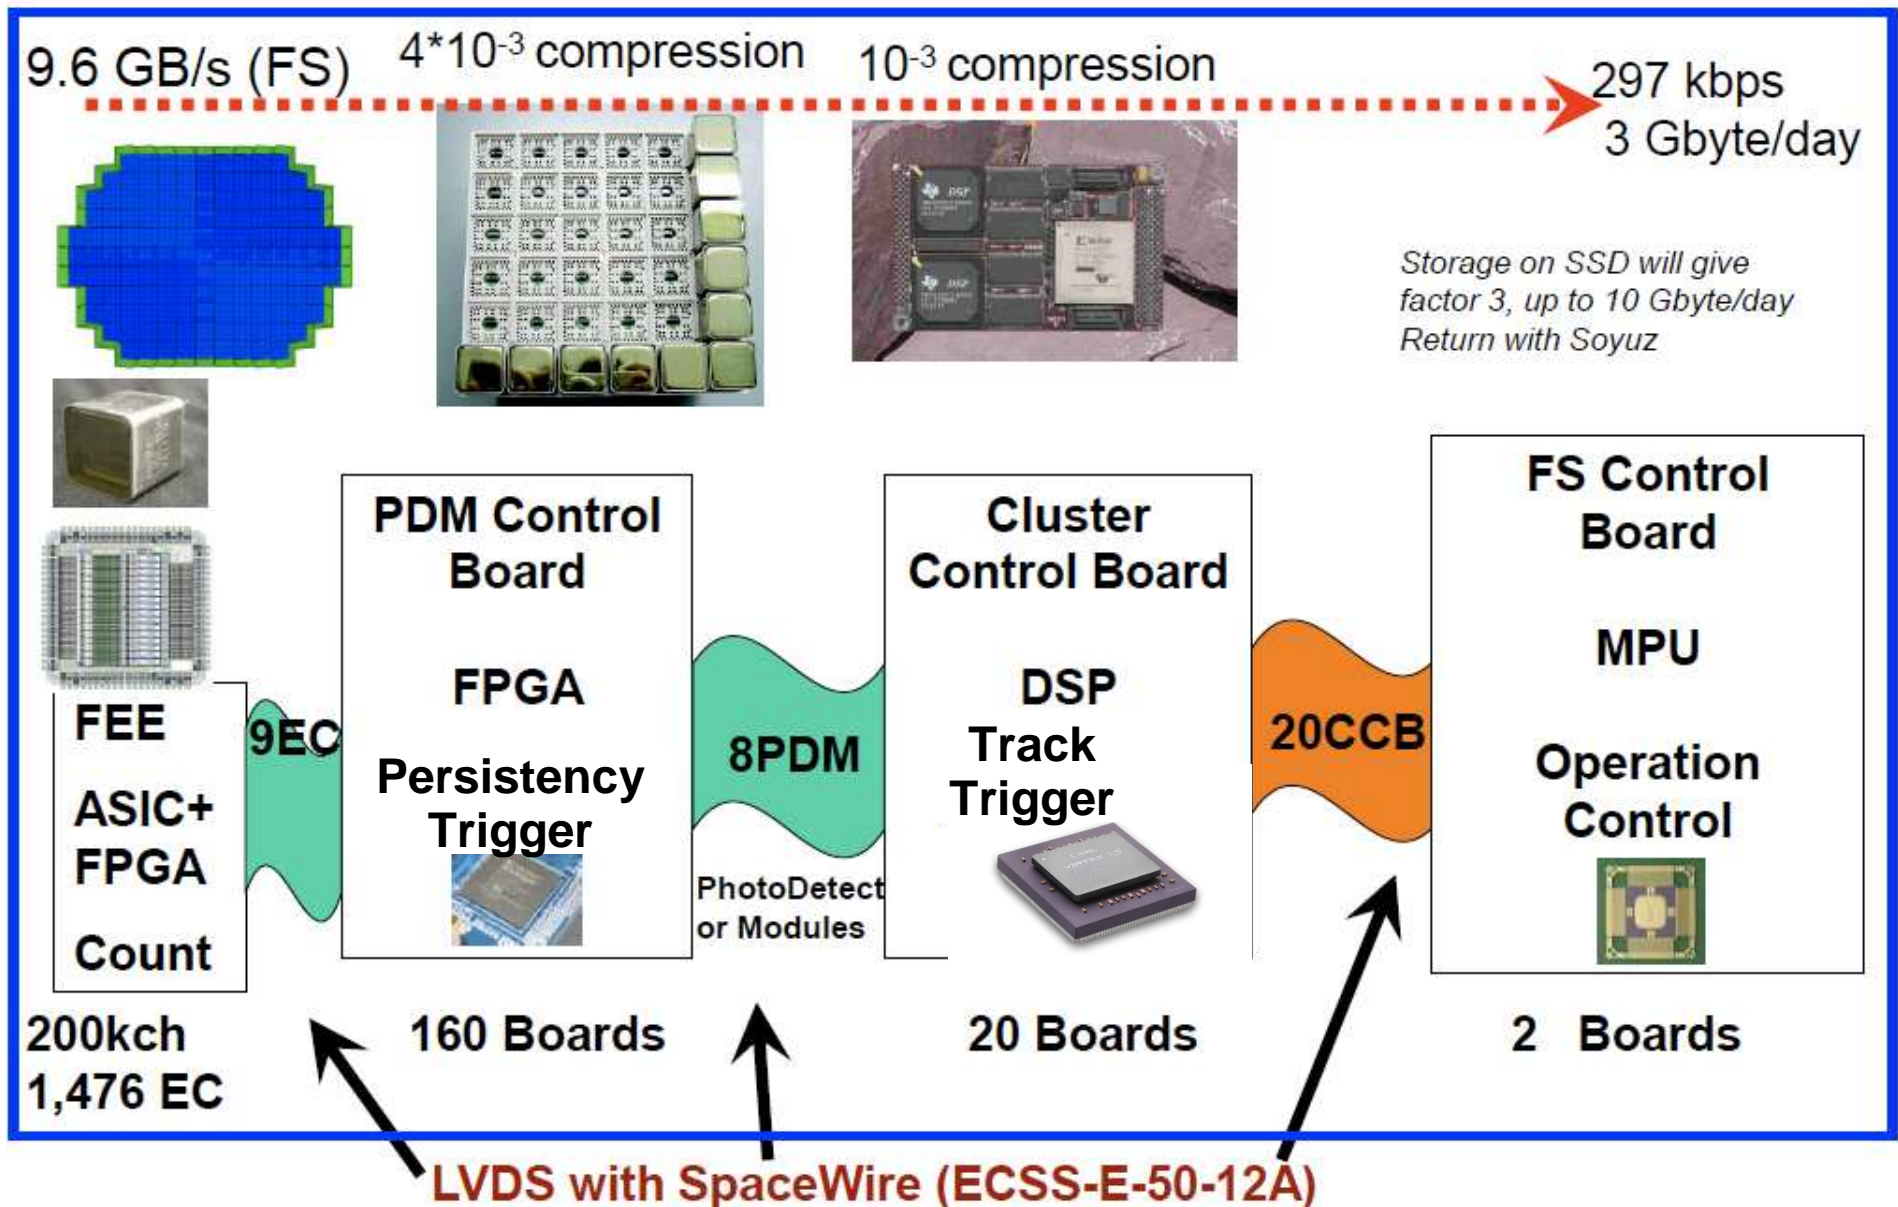 9.6 GB/s (FS)
4*10-3 compression
10-3 compression
297 kbps
3 Gbyte/day
Storage on SSD will give
factor 3, up to 10 Gbyte/day
Return with Soyuz
DSP
DSP
FEE
ASIC+
FPGA
Count
9EC
PDM Control
Board
FPGA
Persistency
Trigger
8PDM
PhotoDetect
or Modules
Cluster
Control Board
DSP
Track
Trigger
20CCB
FS Control
Board
MPU
Operation
Control
200kch
1,476 EC
160 Boards
20 Boards
2 Boards
LVDS with SpaceWire (ECSS-E-50-12A)